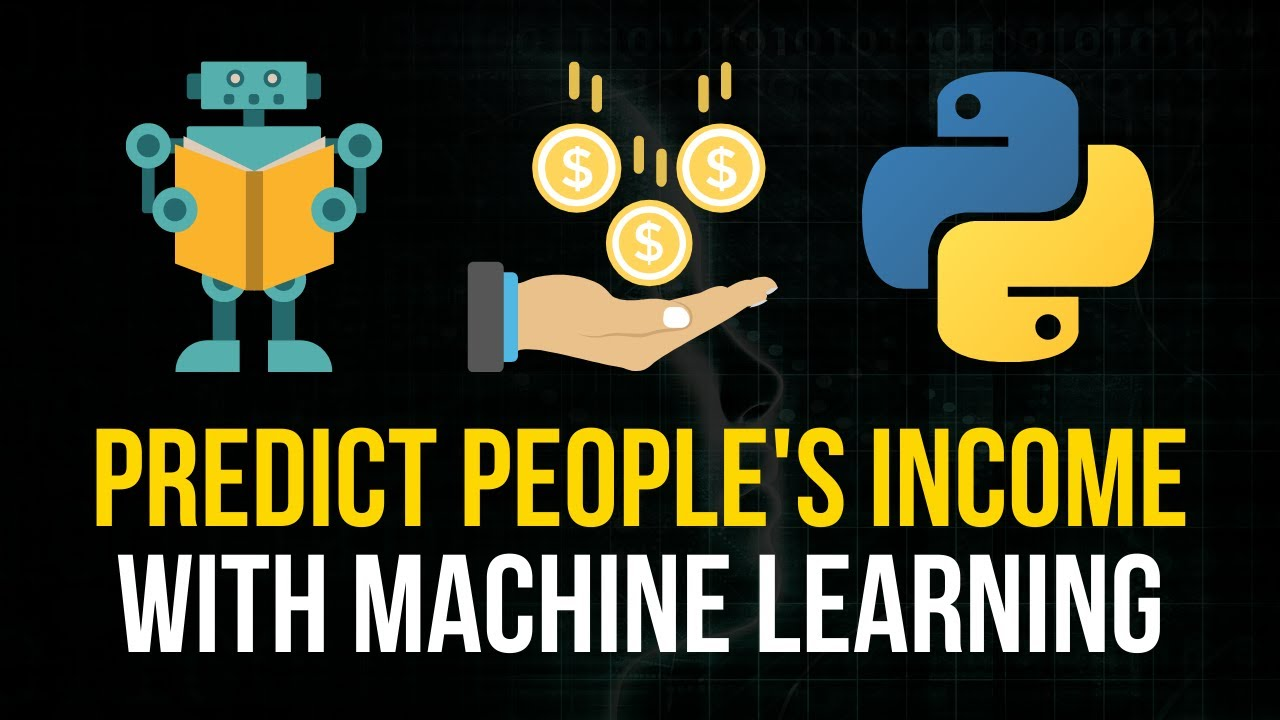 $ $
$
PREDICT PEOPLE'S INCOME
WITH MACHINE LEARNING